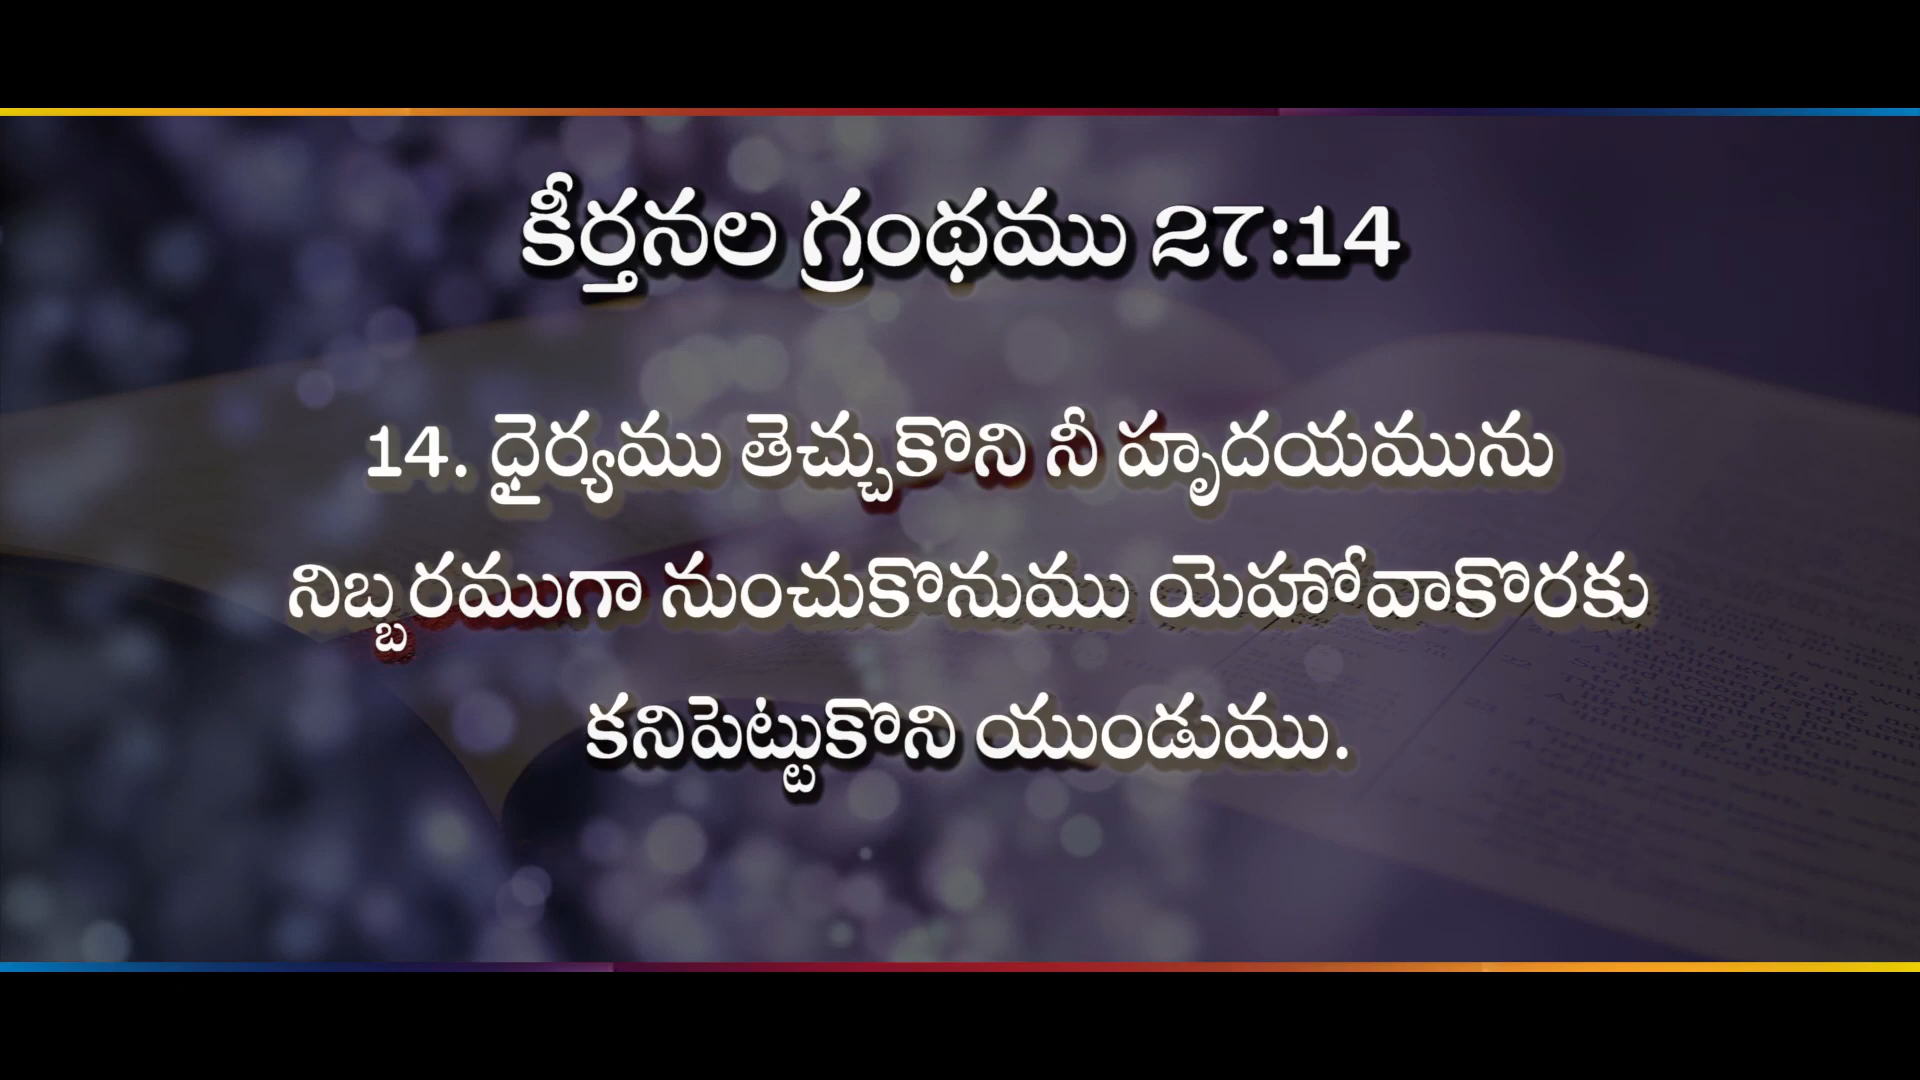 కీర్తనల గ్రంథము 27:14
14. ధైర్యము తెచ్చుకొని నీ హృదయమును
నిబ్బరముగా నుంచుకొనుము యెహోవాకొరకు
కనిపెట్టుకొని యుండుము.